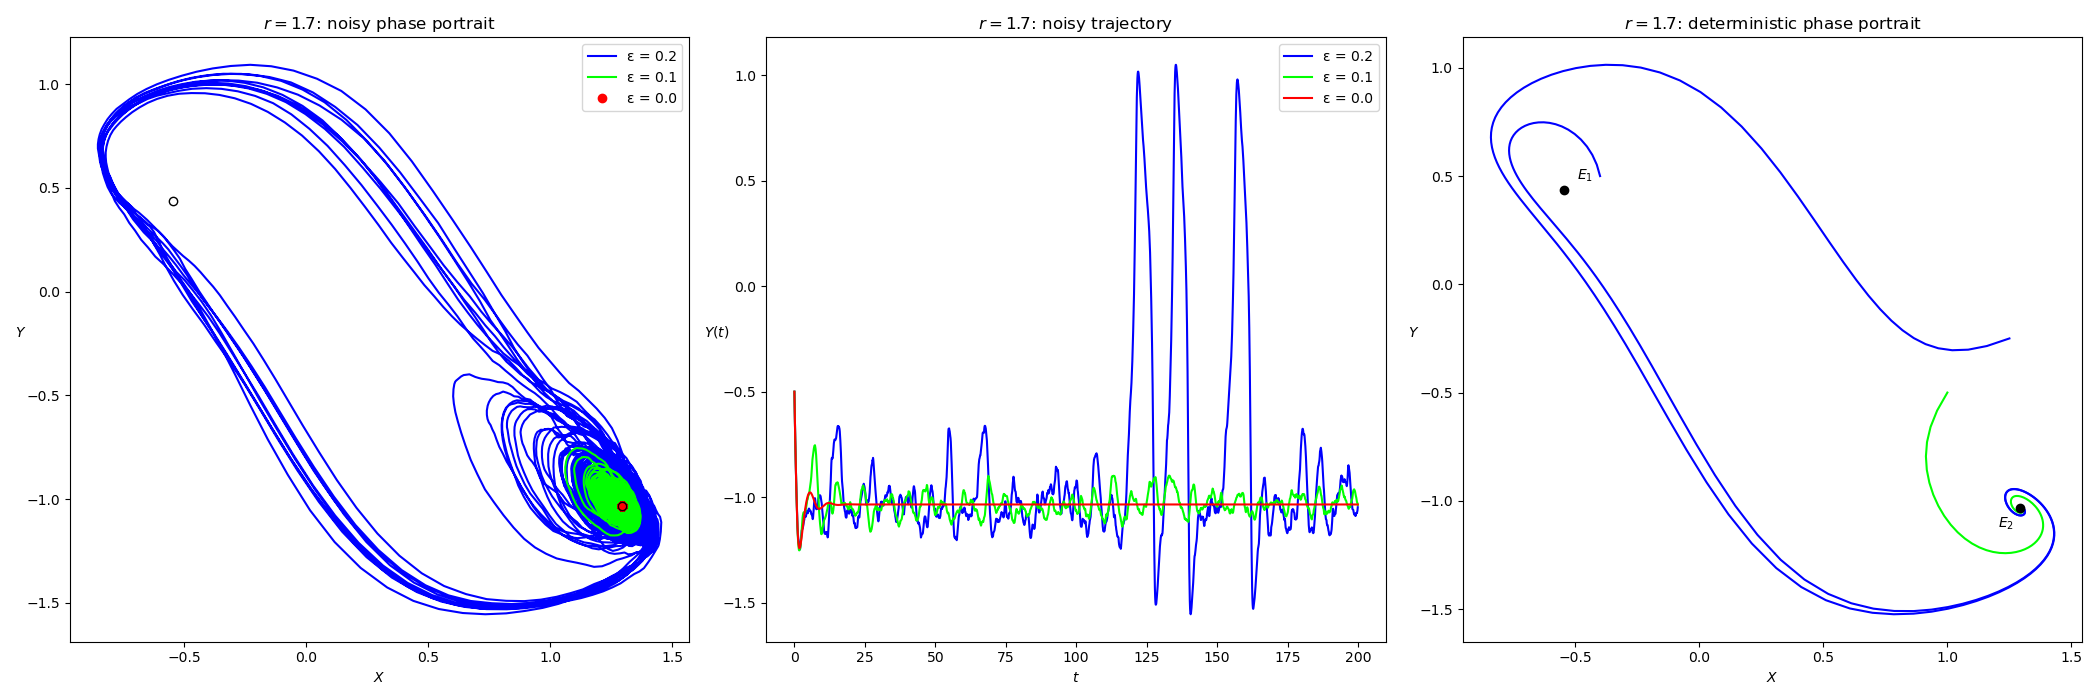 r = 1.7: noisy phase portrait
ε = 0.2
ε = 0.1
ε = 0.0
1.0
0.5
0.0
−0.5
−1.0
−1.5
Y
−0.5 0.0 0.5 1.0 1.5
X
r = 1.7: noisy trajectory
ε = 0.2
ε = 0.1
ε = 0.0
1.0
0.5
0.0
−0.5
−1.0
−1.5
Y(t)
0 25 50 75 100 125 150 175 200
t
r = 1.7: deterministic phase portrait
1.0
0.5
0.0
−0.5
−1.0
−1.5
Y
E₁
E₂
−0.5 0.0 0.5 1.0 1.5
X